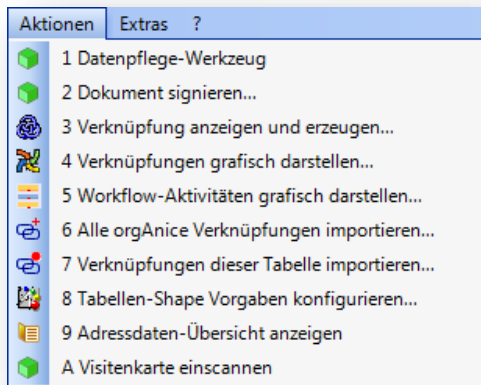 Aktionen Extras ?
1 Datenpflege-Werkzeug
2 Dokument signieren...
3 Verknüpfung anzeigen und erzeugen...
4 Verknüpfungen grafisch darstellen...
5 Workflow-Aktivitäten grafisch darstellen...
6 Alle orgAnice Verknüpfungen importieren...
7 Verknüpfungen dieser Tabelle importieren...
8 Tabellen-Shape Vorgaben konfigurieren...
9 Adressdaten-Übersicht anzeigen
A Visitenkarte einscannen